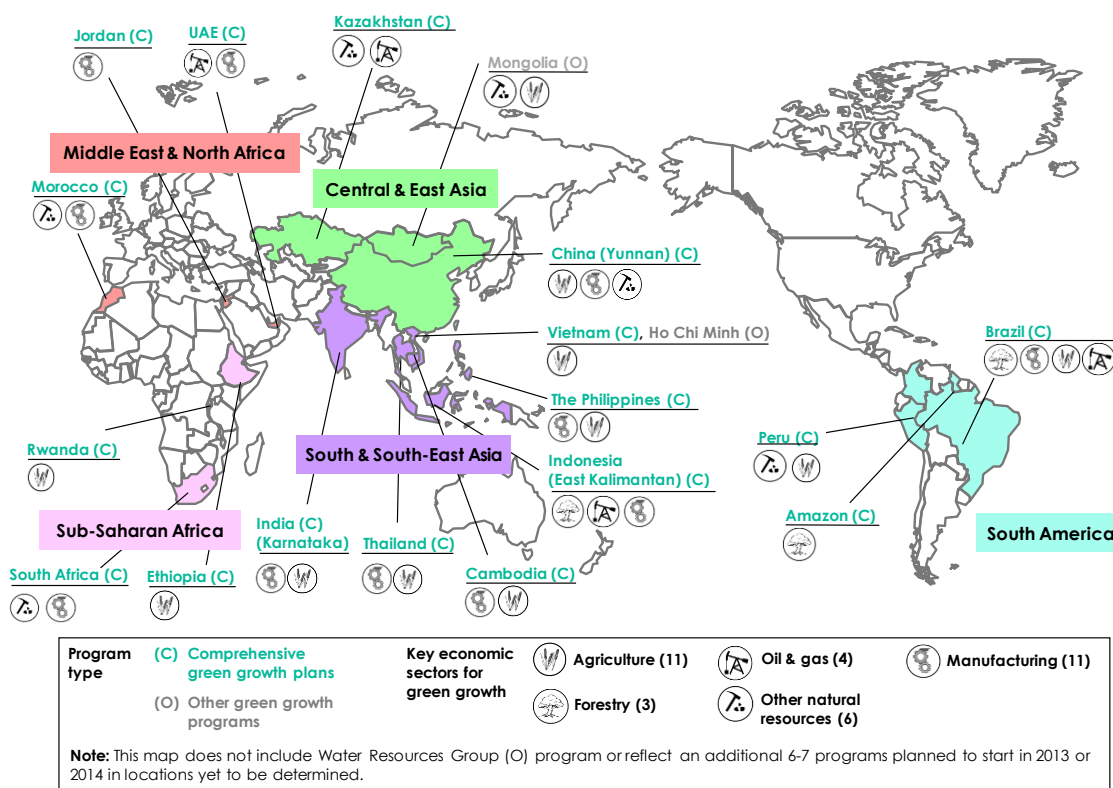 Jordan (C)
UAE (C)
Kazakhstan (C)
Mongolia (O)
Middle East & North Africa
Morocco (C)
Central & East Asia
China (Yunnan) (C)
Vietnam (C), Ho Chi Minh (O)
Brazil (C)
The Philippines (C)
Peru (C)
Rwanda (C)
South & South-East Asia
Indonesia
(East Kalimantan) (C)
Amazon (C)
Sub-Saharan Africa
India (C)
(Karnataka)
Thailand (C)
South America
South Africa (C)
Ethiopia (C)
Cambodia (C)
Program
type
(C) Comprehensive
green growth plans
(O) Other green growth
programs
Key economic
sectors for
green growth
Agriculture (11)
Oil & gas (4)
Manufacturing (11)
Forestry (3)
Other natural
resources (6)
Note: This map does not include Water Resources Group (O) program or reflect an additional 6-7 programs planned to start in 2013 or
2014 in locations yet to be determined.